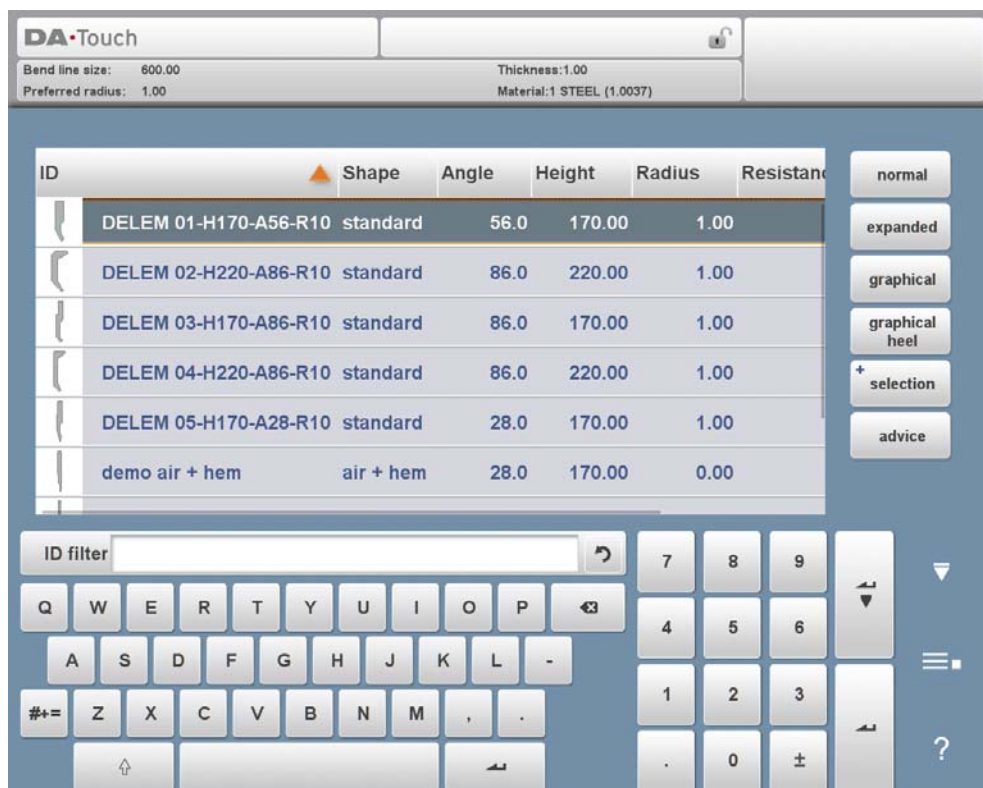 DA·Touch
Bend line size: 600.00 Thickness:1.00
Preferred radius: 1.00 Material:1 STEEL (1.0037)
ID Shape Angle Height Radius Resistanc
DELEM 01-H170-A56-R10 standard 56.0 170.00 1.00
DELEM 02-H220-A86-R10 standard 86.0 220.00 1.00
DELEM 03-H170-A86-R10 standard 86.0 170.00 1.00
DELEM 04-H220-A86-R10 standard 86.0 220.00 1.00
DELEM 05-H170-A28-R10 standard 28.0 170.00 1.00
demo air + hem air + hem 28.0 170.00 0.00
normal
expanded
graphical
graphical
heel
+ selection
advice
ID filter
Q W E R T Y U I O P
A S D F G H J K L -
#+= Z X C V B N M , .
7 8 9
4 5 6
1 2 3
. 0 ±
?